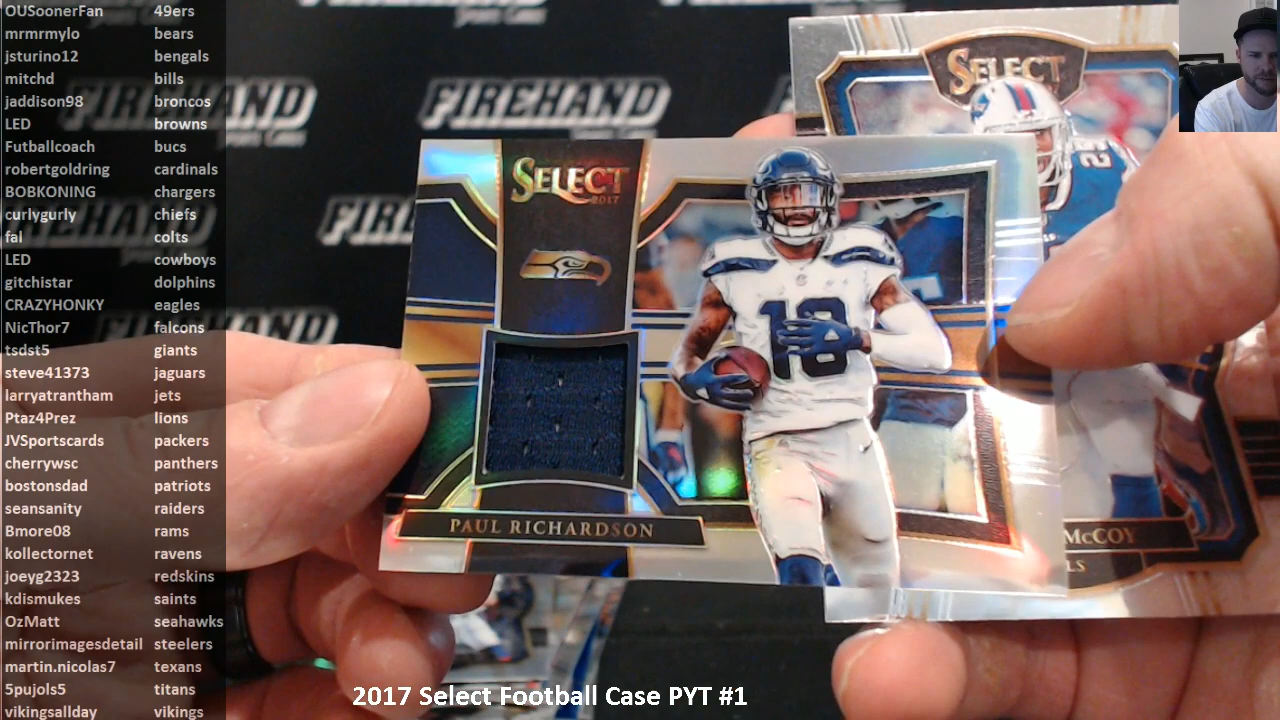 OUSoonerFan 49ers
mrmrmylo bears
jsturino12 bengals
mitchd bills
jaddison98 broncos
LED browns
Futballcoach bucs
robertgoldring cardinals
BOBKONING chargers
curlygurly chiefs
fal colts
LED cowboys
gitchistar dolphins
CRAZYHONKY eagles
NicThor7 falcons
tsdst5 giants
steve41373 jaguars
larryatrantham jets
Ptaz4Prez lions
JVSportscards packers
cherrywsc panthers
bostonsdad patriots
seansanity raiders
Bmore08 rams
kollectornet ravens
joeyg2323 redskins
kdismukes saints
OzMatt seahawks
mirrorimagesdetail steelers
martin.nicolas7 texans
5pujols5 titans
vikingsallday vikings
FIREHAND
FIREHAND
SELECT
25
SELECT
2017
18
PAUL RICHARDSON
McCOY
LS
2017 Select Football Case PYT #1